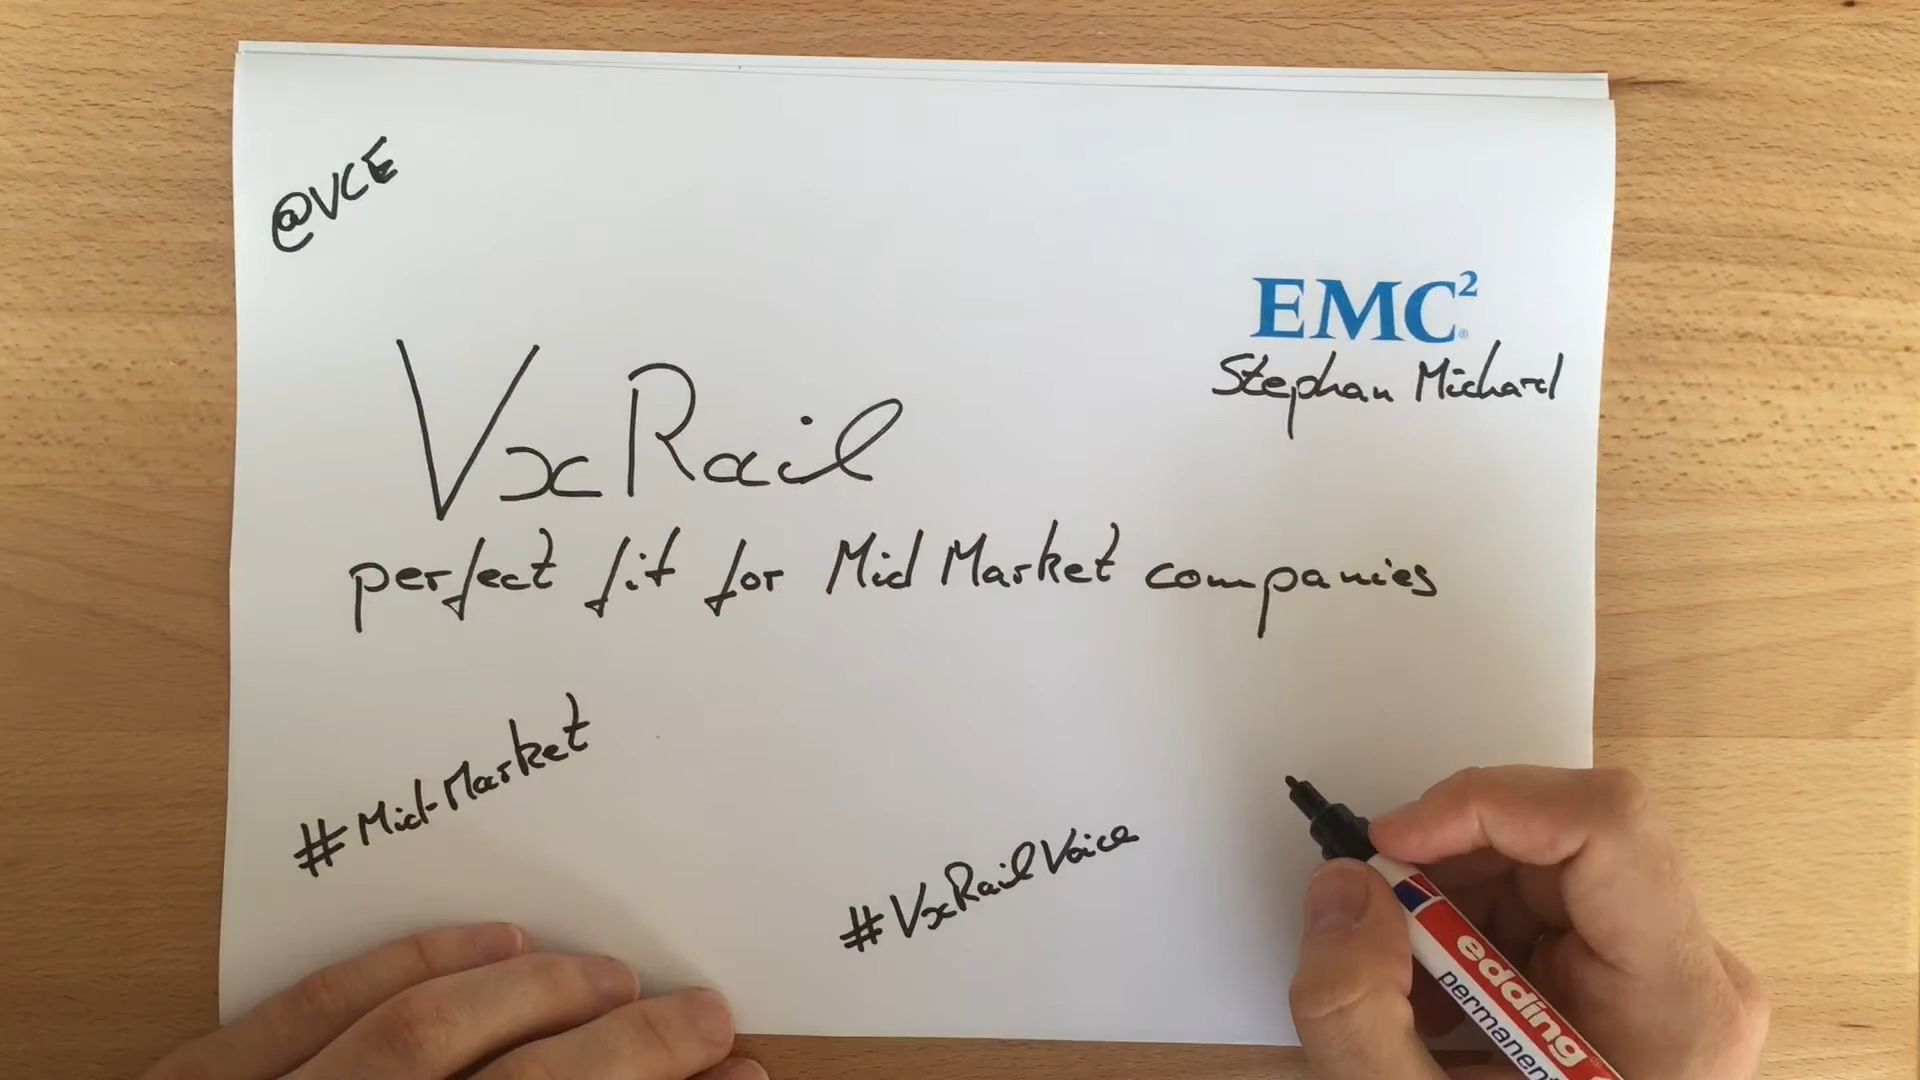 @VCE
EMC²
Stephan Michard
VxRail
perfect fit for Mid Market companies
#Mid-Market
#VxRailVoice
edding
permanent